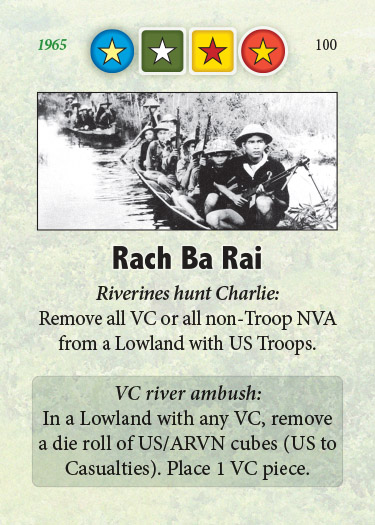 1965
100
Rach Ba Rai
Riverines hunt Charlie:
Remove all VC or all non-Troop NVA
from a Lowland with US Troops.
VC river ambush:
In a Lowland with any VC, remove
a die roll of US/ARVN cubes (US to
Casualties). Place 1 VC piece.